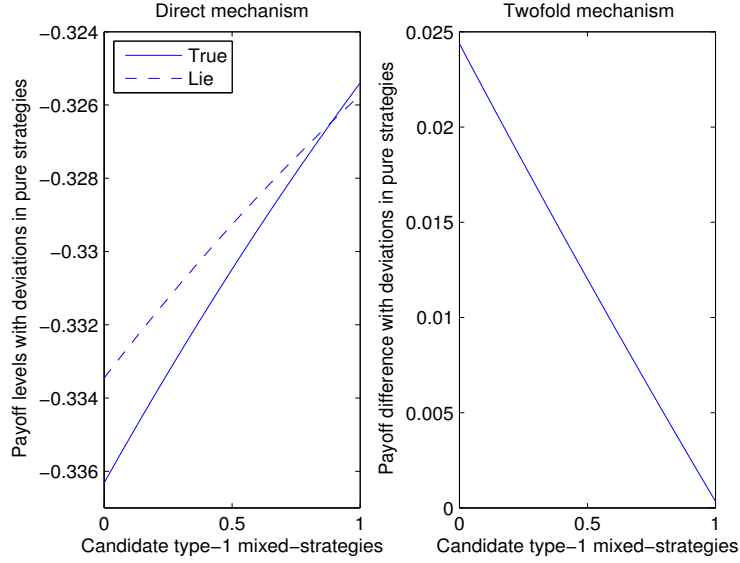 Direct mechanism
True
Lie
Payoff levels with deviations in pure strategies
−0.324
−0.326
−0.328
−0.33
−0.332
−0.334
−0.336
0
0.5
1
Candidate type−1 mixed−strategies
Twofold mechanism
Payoff difference with deviations in pure strategies
0.025
0.02
0.015
0.01
0.005
0
0
0.5
1
Candidate type−1 mixed−strategies